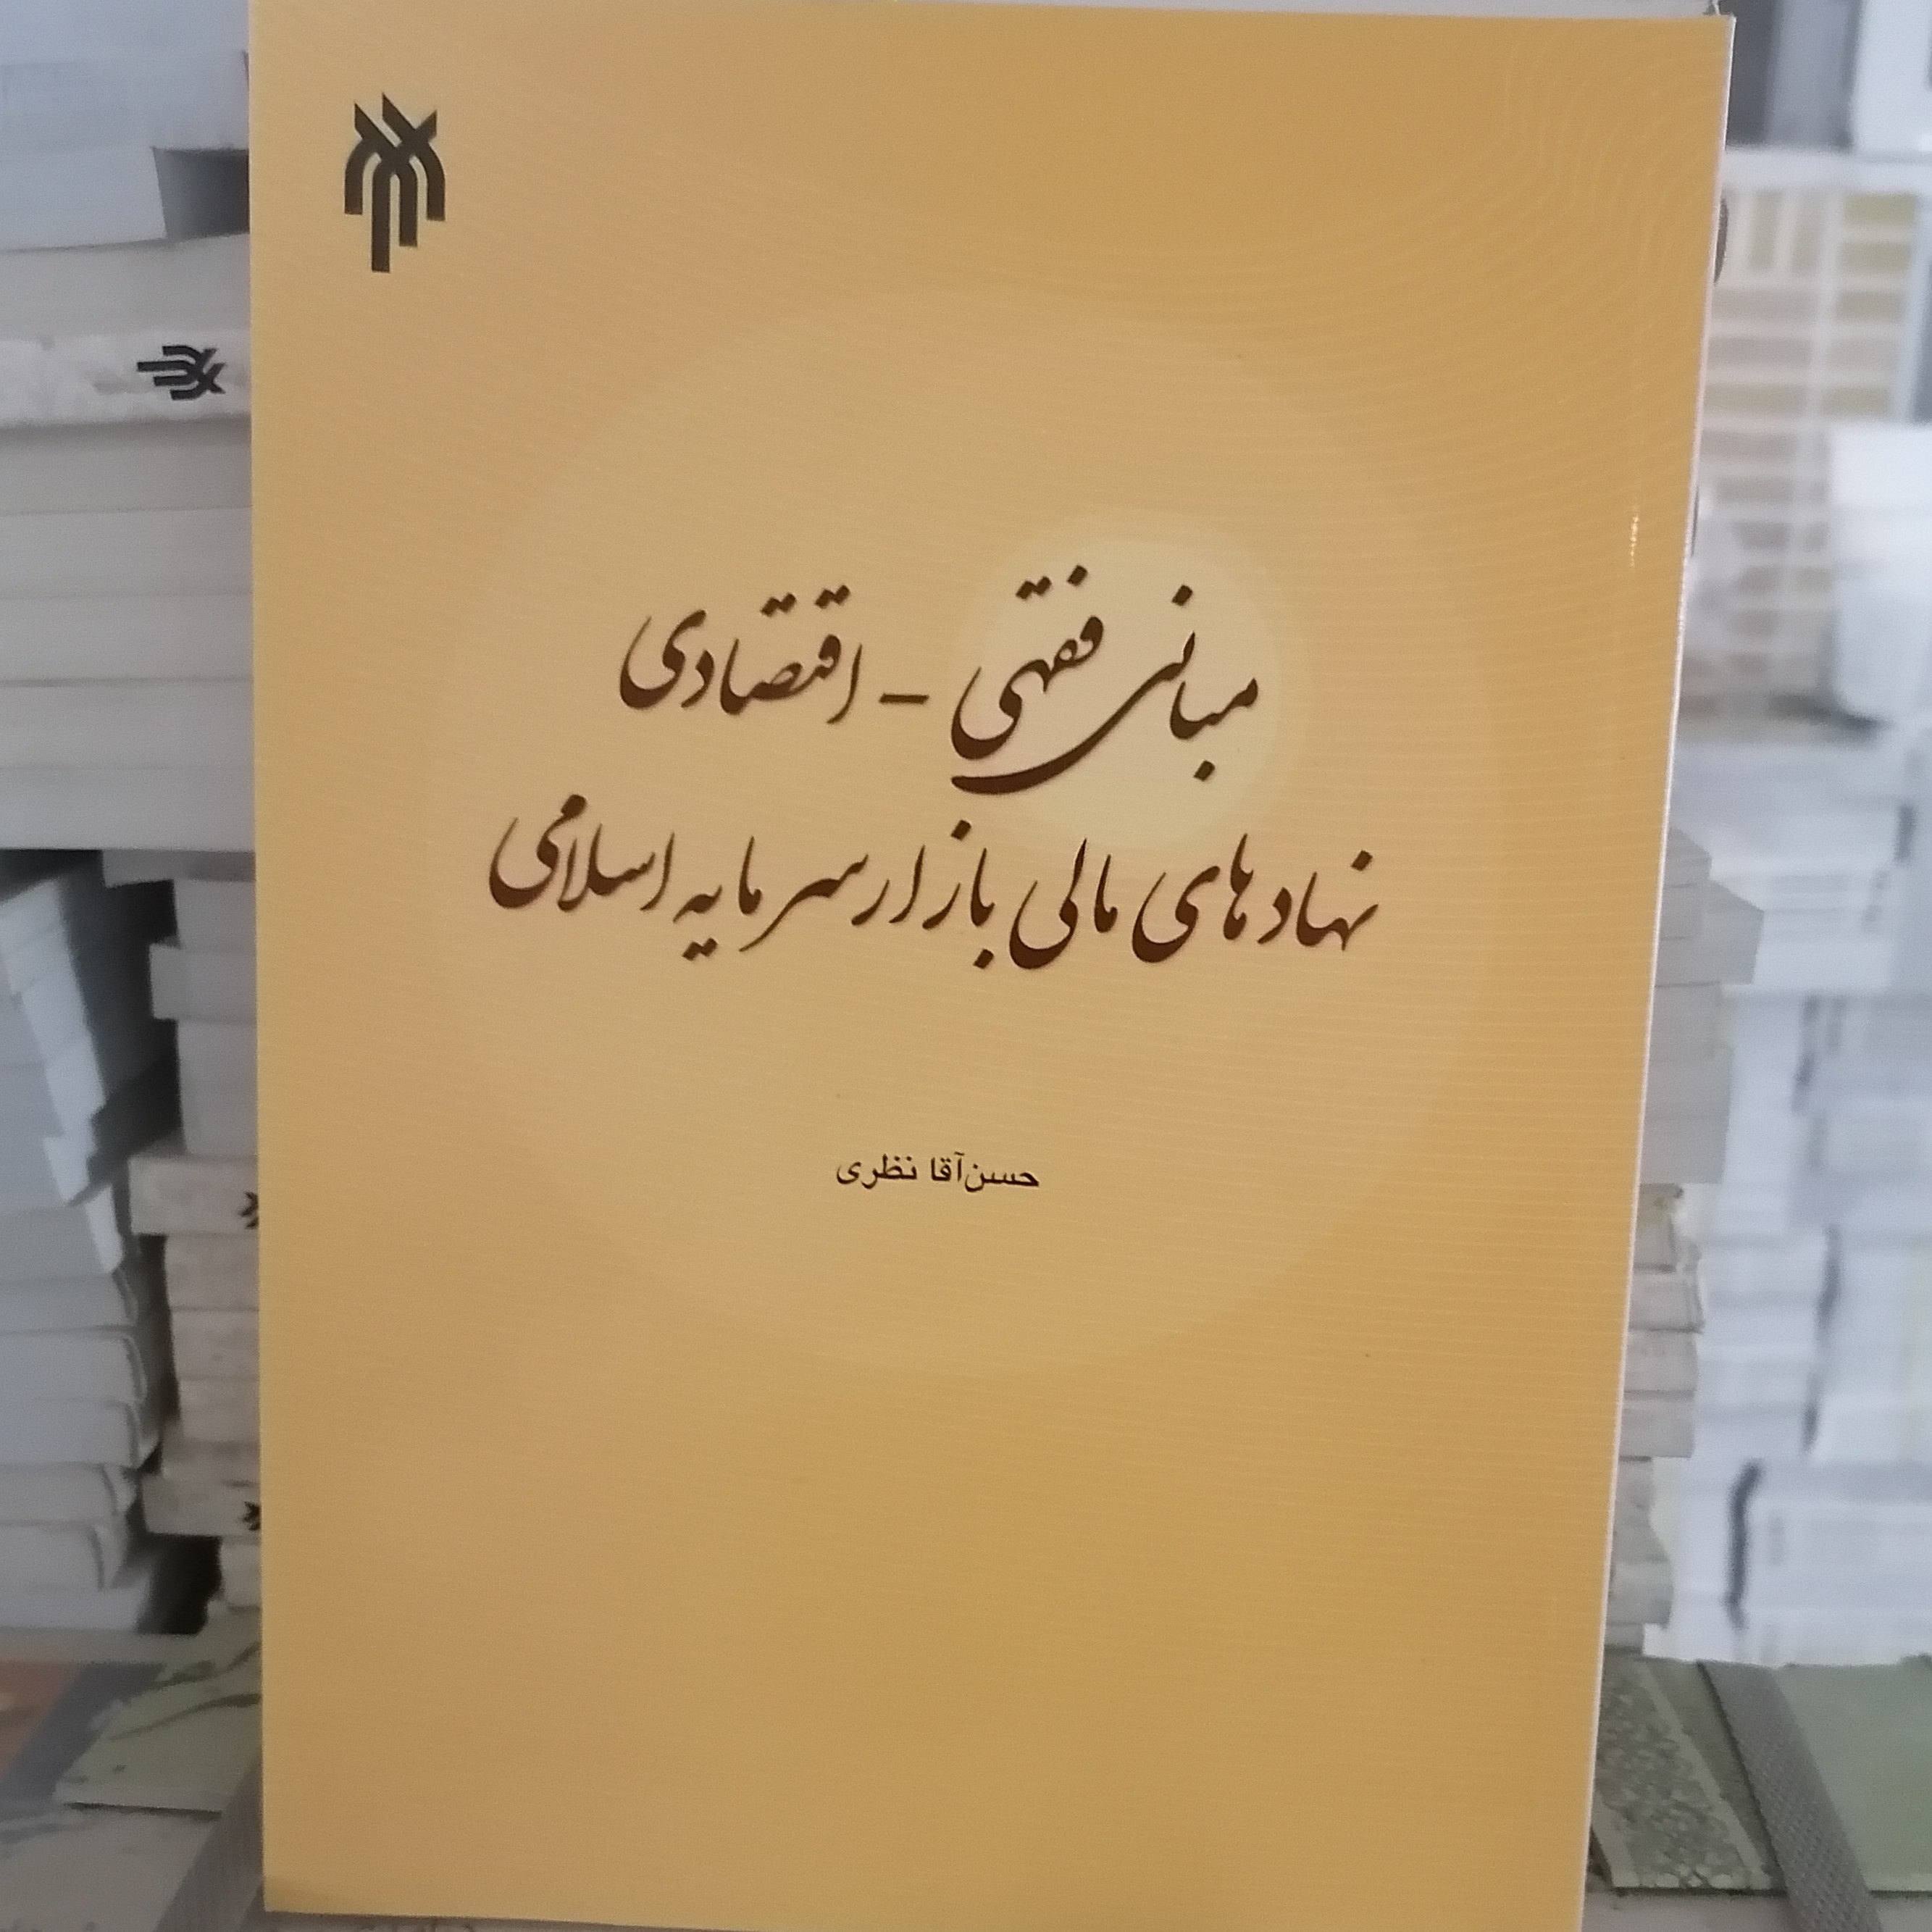 مبانی فقهی - اقتصادی
نهادهای مالی بازار سرمایه اسلامی
حسن‌آقا نظری